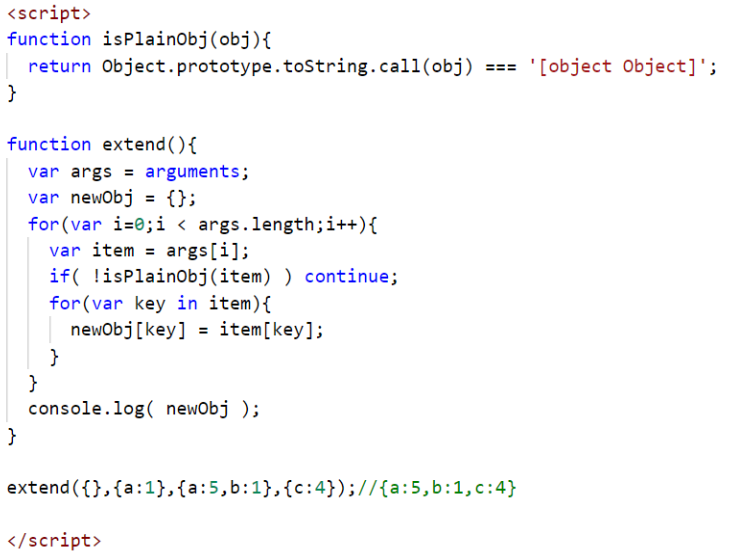 <script>
function isPlainObj(obj){
  return Object.prototype.toString.call(obj) === '[object Object]';
}
function extend(){
  var args = arguments;
  var newObj = {};
  for(var i=0;i < args.length;i++){
    var item = args[i];
    if( !isPlainObj(item) ) continue;
    for(var key in item){
      newObj[key] = item[key];
    }
  }
  console.log( newObj );
}
extend({},{a:1},{a:5,b:1},{c:4});//{a:5,b:1,c:4}
</script>